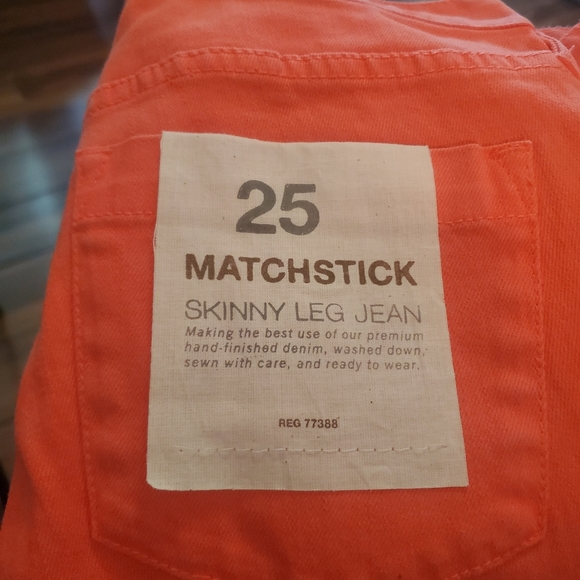 25
MATCHSTICK
SKINNY LEG JEAN
Making the best use of our premium
hand-finished denim, washed down,
sewn with care, and ready to wear.
REG 77388